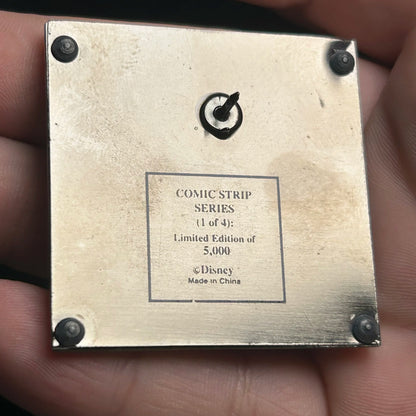 COMIC STRIP
SERIES
(1 of 4):
Limited Edition of
5,000
©Disney
Made in China